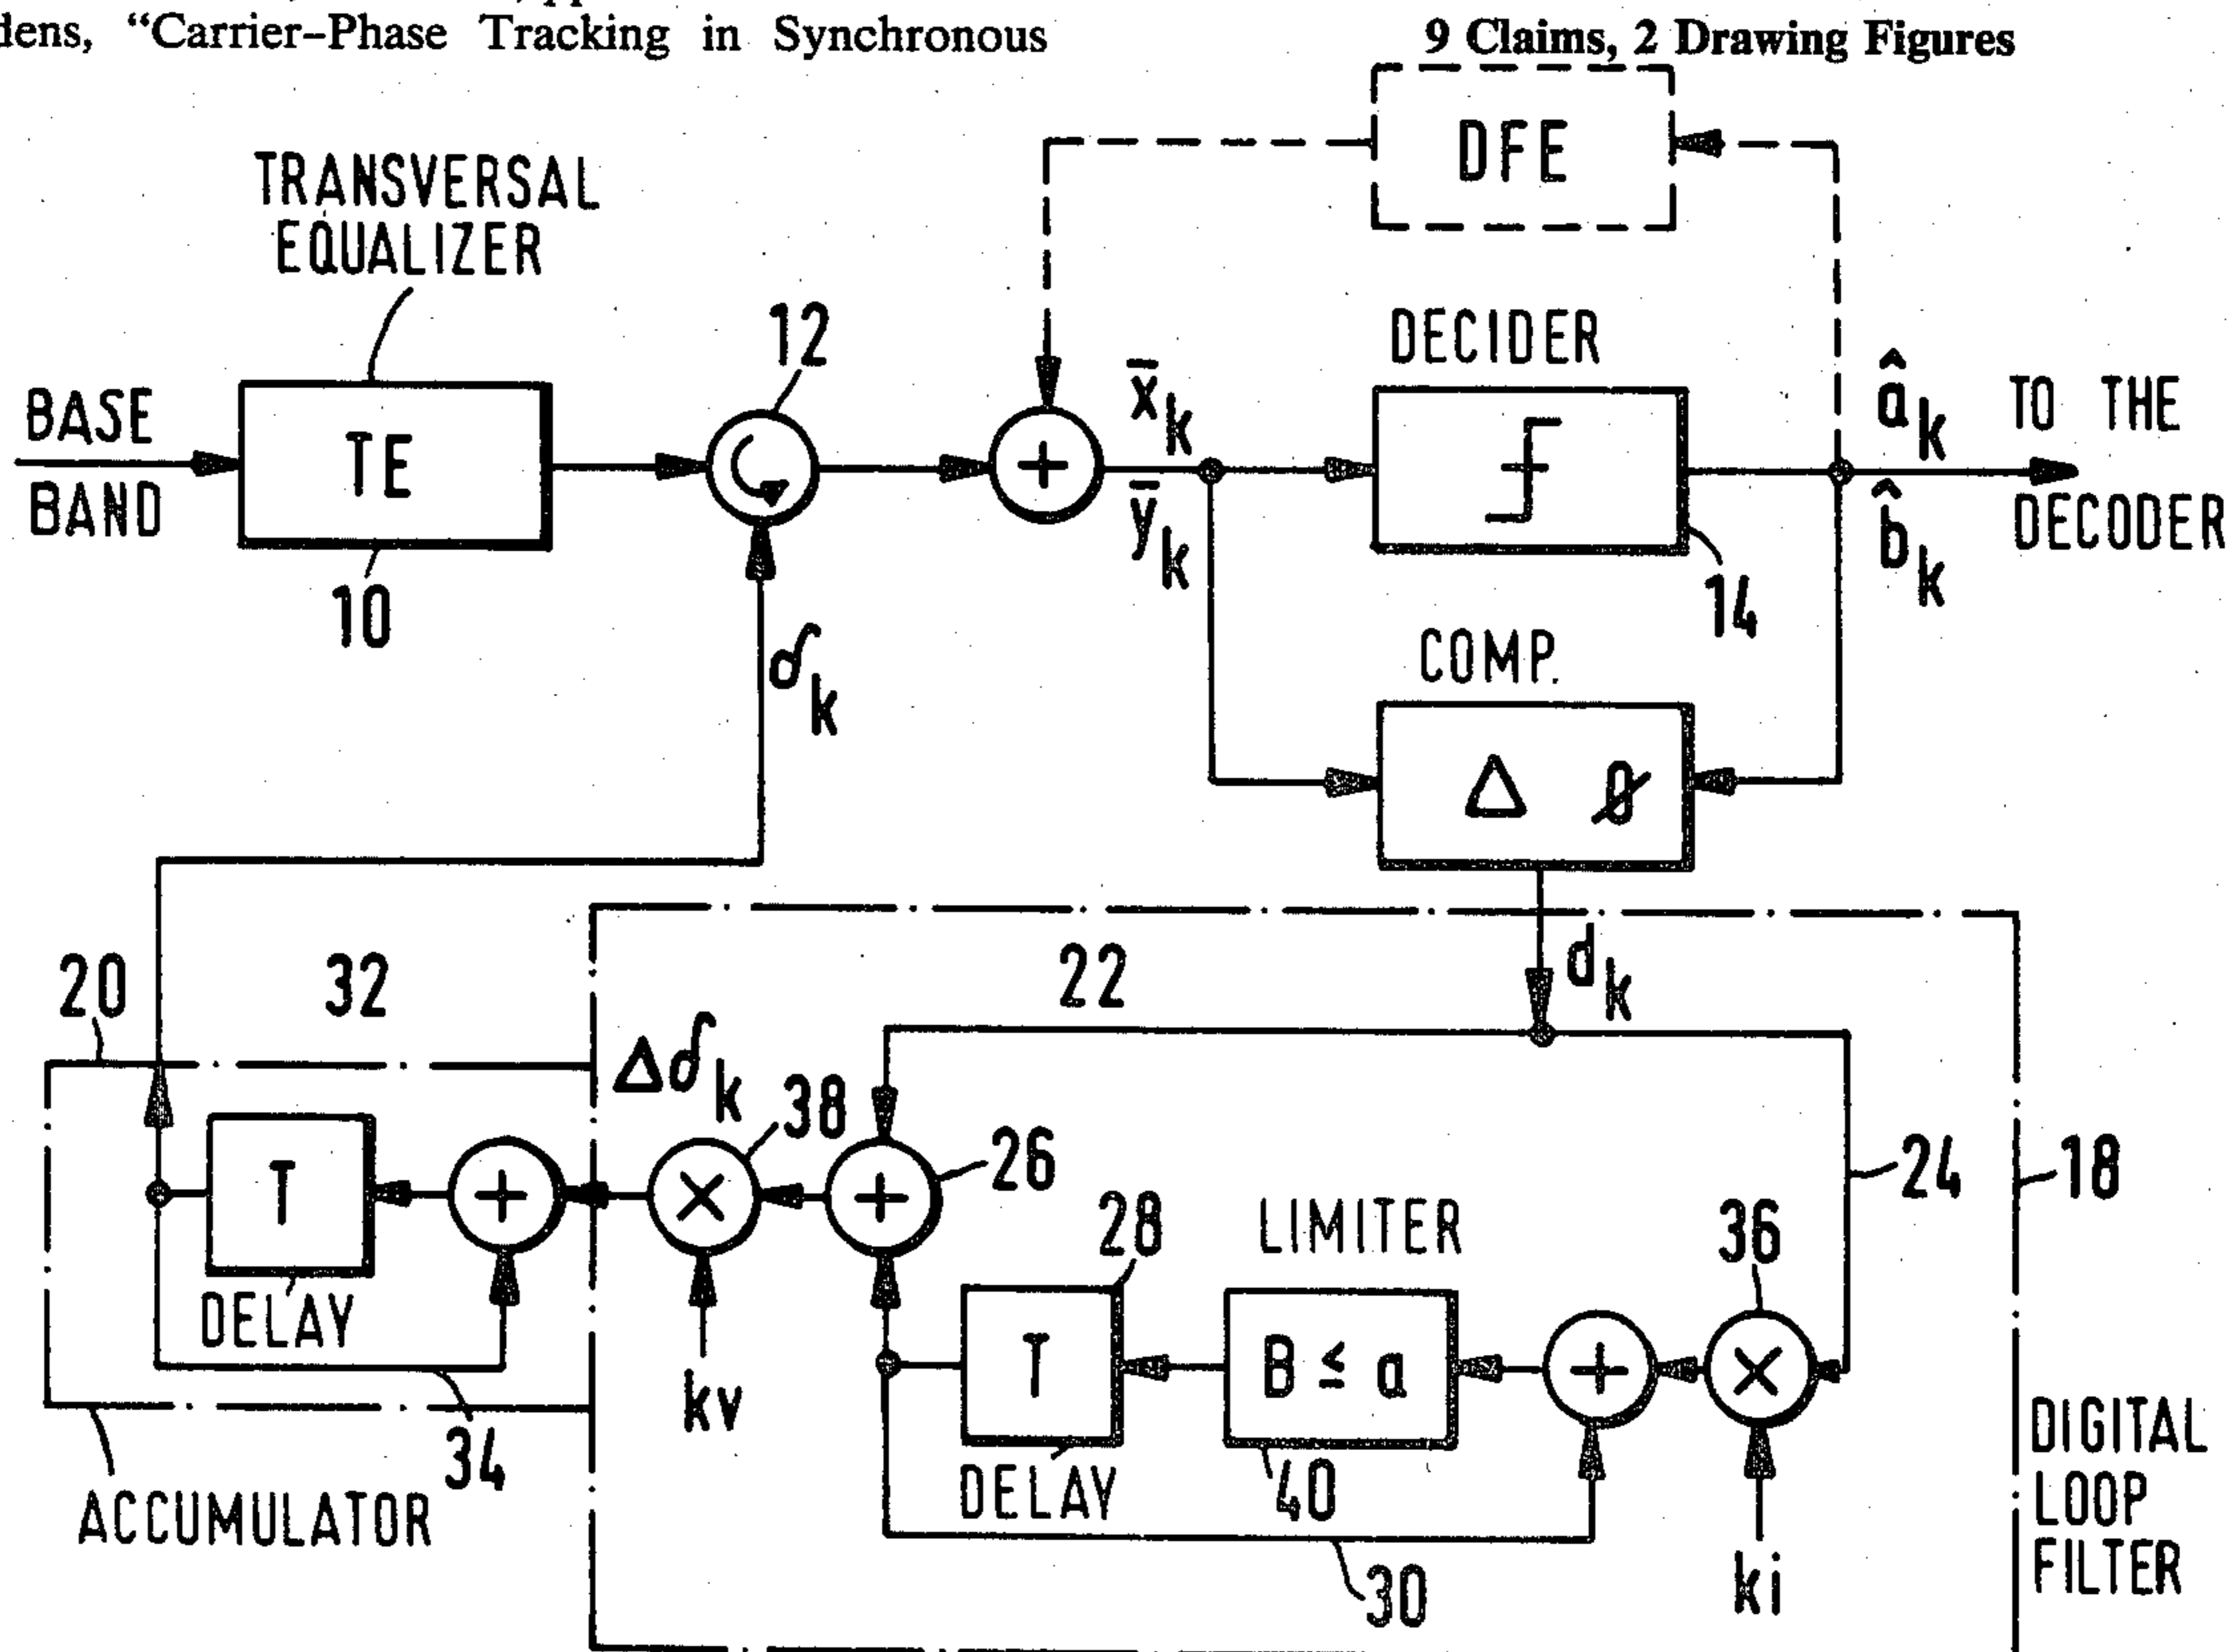 dens, “Carrier–Phase Tracking in Synchronous
9 Claims, 2 Drawing Figures
TRANSVERSAL
EQUALIZER
DFE
12
DECIDER
BASE
BAND
TE
10
+
x̄k
ȳk
14
âk
b̂k
TO THE
DECODER
COMP.
Δ ø
δk
dk
20
32
22
Δδk
38
26
24
18
T
DELAY
+
×
+
28
LIMITER
36
T
B ≤ a
+
×
kv
DELAY
40
34
ACCUMULATOR
30
ki
DIGITAL
LOOP
FILTER